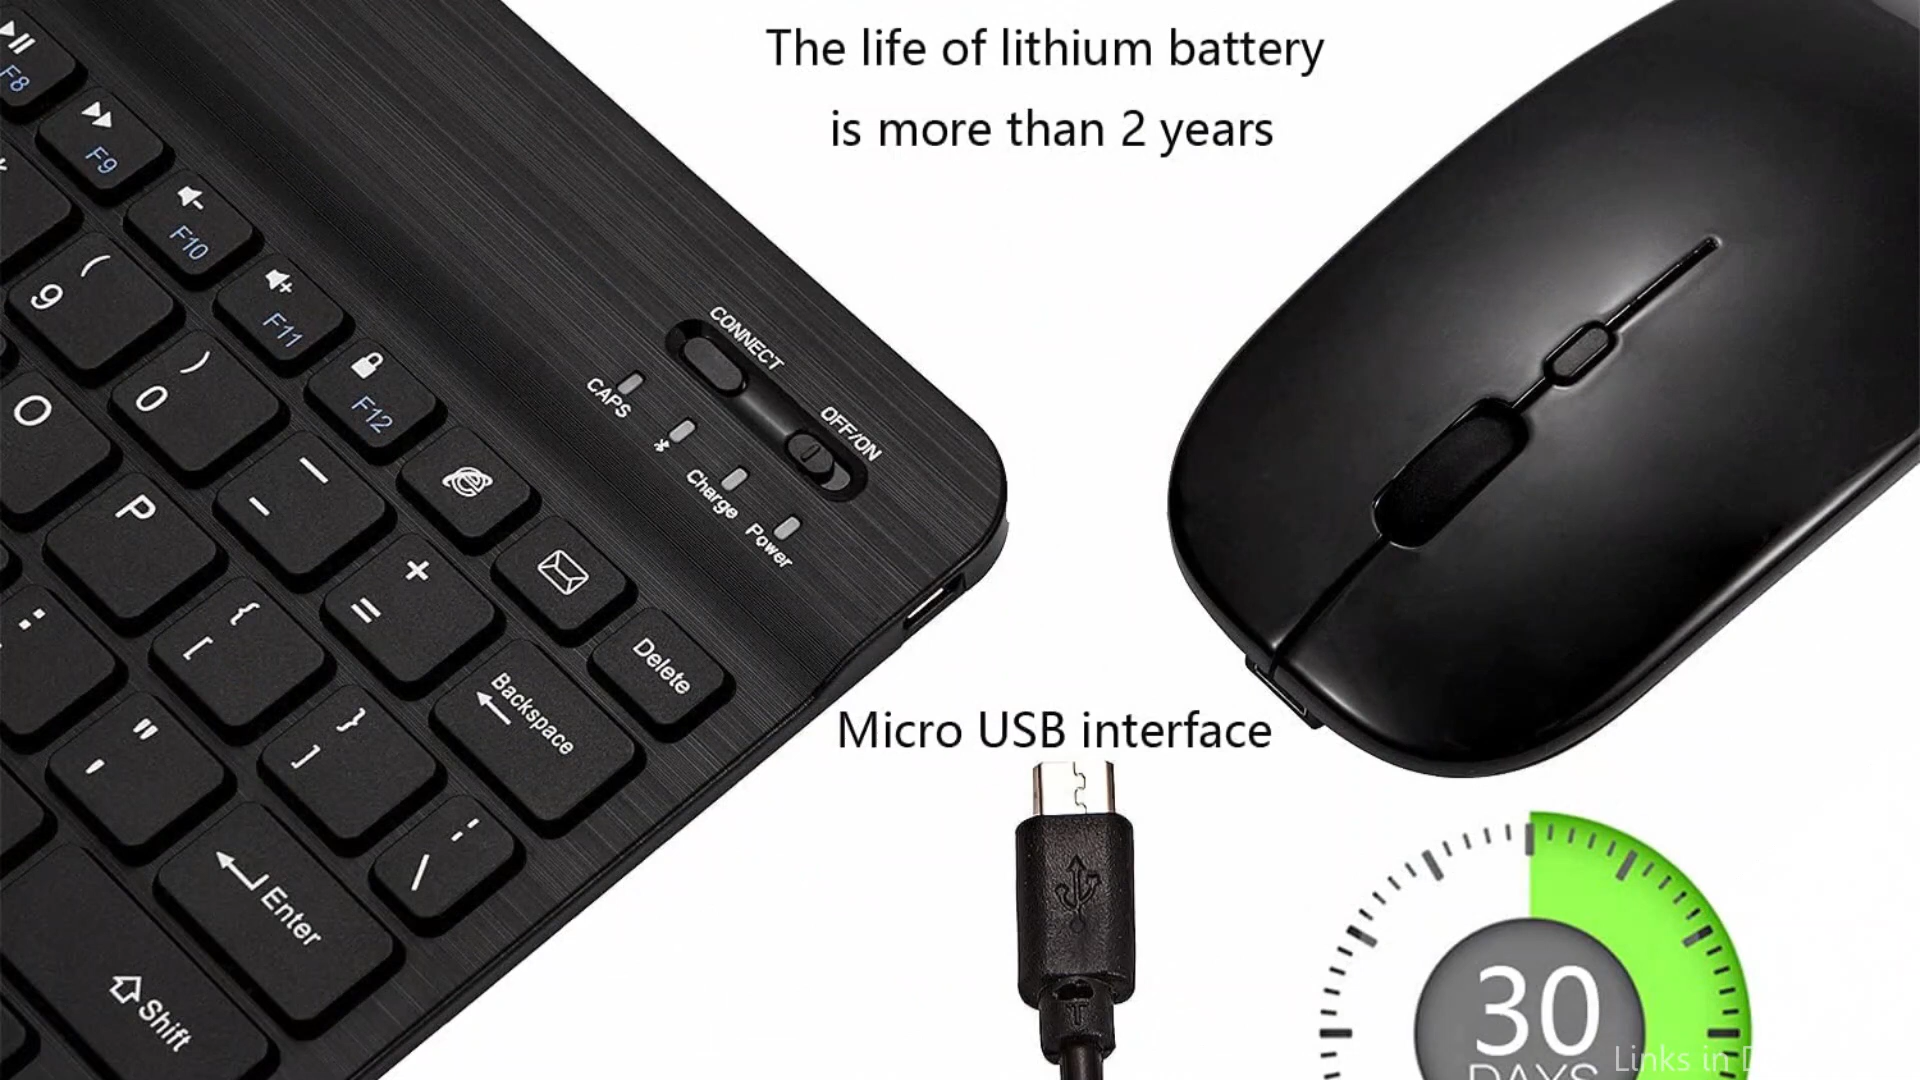 The life of lithium battery
is more than 2 years
F8
F9
F10
F11
F12
(
9
)
0
O
P
-
+
=
{
[
}
]
:
"
'
/
Delete
Backspace
Enter
Shift
CONNECT
OFF/ON
CAPS
Charge
Power
Micro USB interface
30
DAYS
Links in D